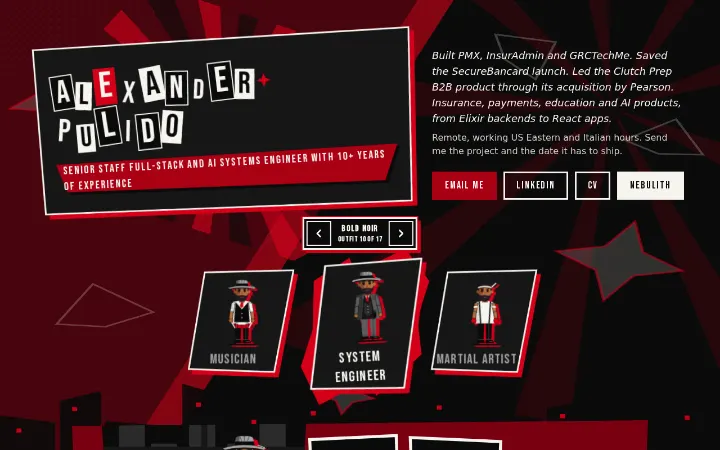 ALEXANDER
PULIDO
SENIOR STAFF FULL-STACK AND AI SYSTEMS ENGINEER WITH 10+ YEARS
OF EXPERIENCE
Built PMX, InsurAdmin and GRCTechMe. Saved
the SecureBancard launch. Led the Clutch Prep
B2B product through its acquisition by Pearson.
Insurance, payments, education and AI products,
from Elixir backends to React apps.
Remote, working US Eastern and Italian hours. Send
me the project and the date it has to ship.
EMAIL ME
LINKEDIN
CV
NEBULITH
BOLD NOIR
OUTFIT 10 OF 17
MUSICIAN
SYSTEM
ENGINEER
MARTIAL ARTIST